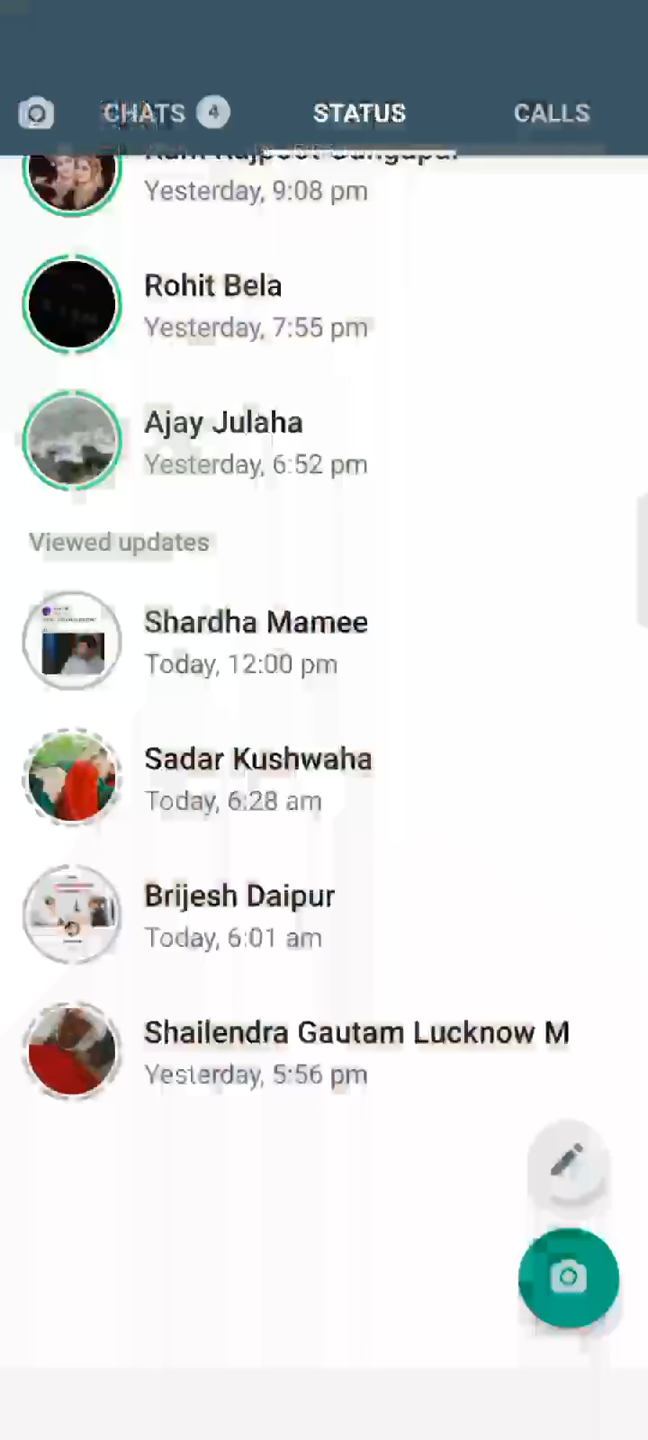 CHATS 4 STATUS CALLS
Yesterday, 9:08 pm
Rohit Bela
Yesterday, 7:55 pm
Ajay Julaha
Yesterday, 6:52 pm
Viewed updates
Shardha Mamee
Today, 12:00 pm
Sadar Kushwaha
Today, 6:28 am
Brijesh Daipur
Today, 6:01 am
Shailendra Gautam Lucknow M
Yesterday, 5:56 pm